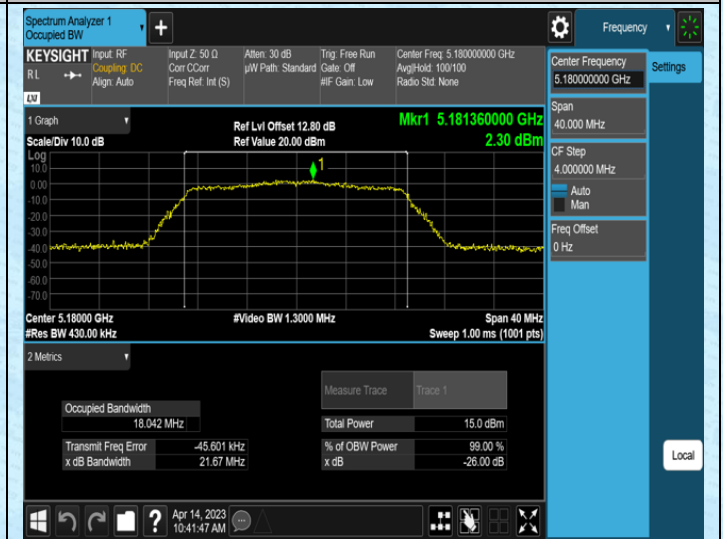 Spectrum Analyzer 1
Occupied BW
+
Frequency
KEYSIGHT
RL
LXI
Input: RF
Coupling: DC
Align: Auto
Input Z: 50 Ω
Corr CCorr
Freq Ref: Int (S)
Atten: 30 dB
µW Path: Standard
Trig: Free Run
Gate: Off
#IF Gain: Low
Center Freq: 5.180000000 GHz
Avg|Hold: 100/100
Radio Std: None
1 Graph
Scale/Div 10.0 dB
Ref Lvl Offset 12.80 dB
Ref Value 20.00 dBm
Mkr1 5.181360000 GHz
2.30 dBm
Log
10.0
0.00
-10.0
-20.0
-30.0
-40.0
-50.0
-60.0
-70.0
1
Center 5.18000 GHz
#Res BW 430.00 kHz
#Video BW 1.3000 MHz
Span 40 MHz
Sweep 1.00 ms (1001 pts)
2 Metrics
Measure Trace
Trace 1
Occupied Bandwidth
18.042 MHz
Total Power
15.0 dBm
Transmit Freq Error
-45.601 kHz
% of OBW Power
99.00 %
x dB Bandwidth
21.67 MHz
x dB
-26.00 dB
Center Frequency
5.180000000 GHz
Settings
Span
40.000 MHz
CF Step
4.000000 MHz
Auto
Man
Freq Offset
0 Hz
Local
?
Apr 14, 2023
10:41:47 AM